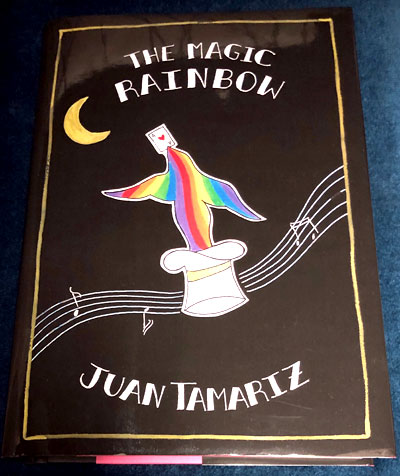 THE MAGIC
RAINBOW
JUAN TAMARIZ